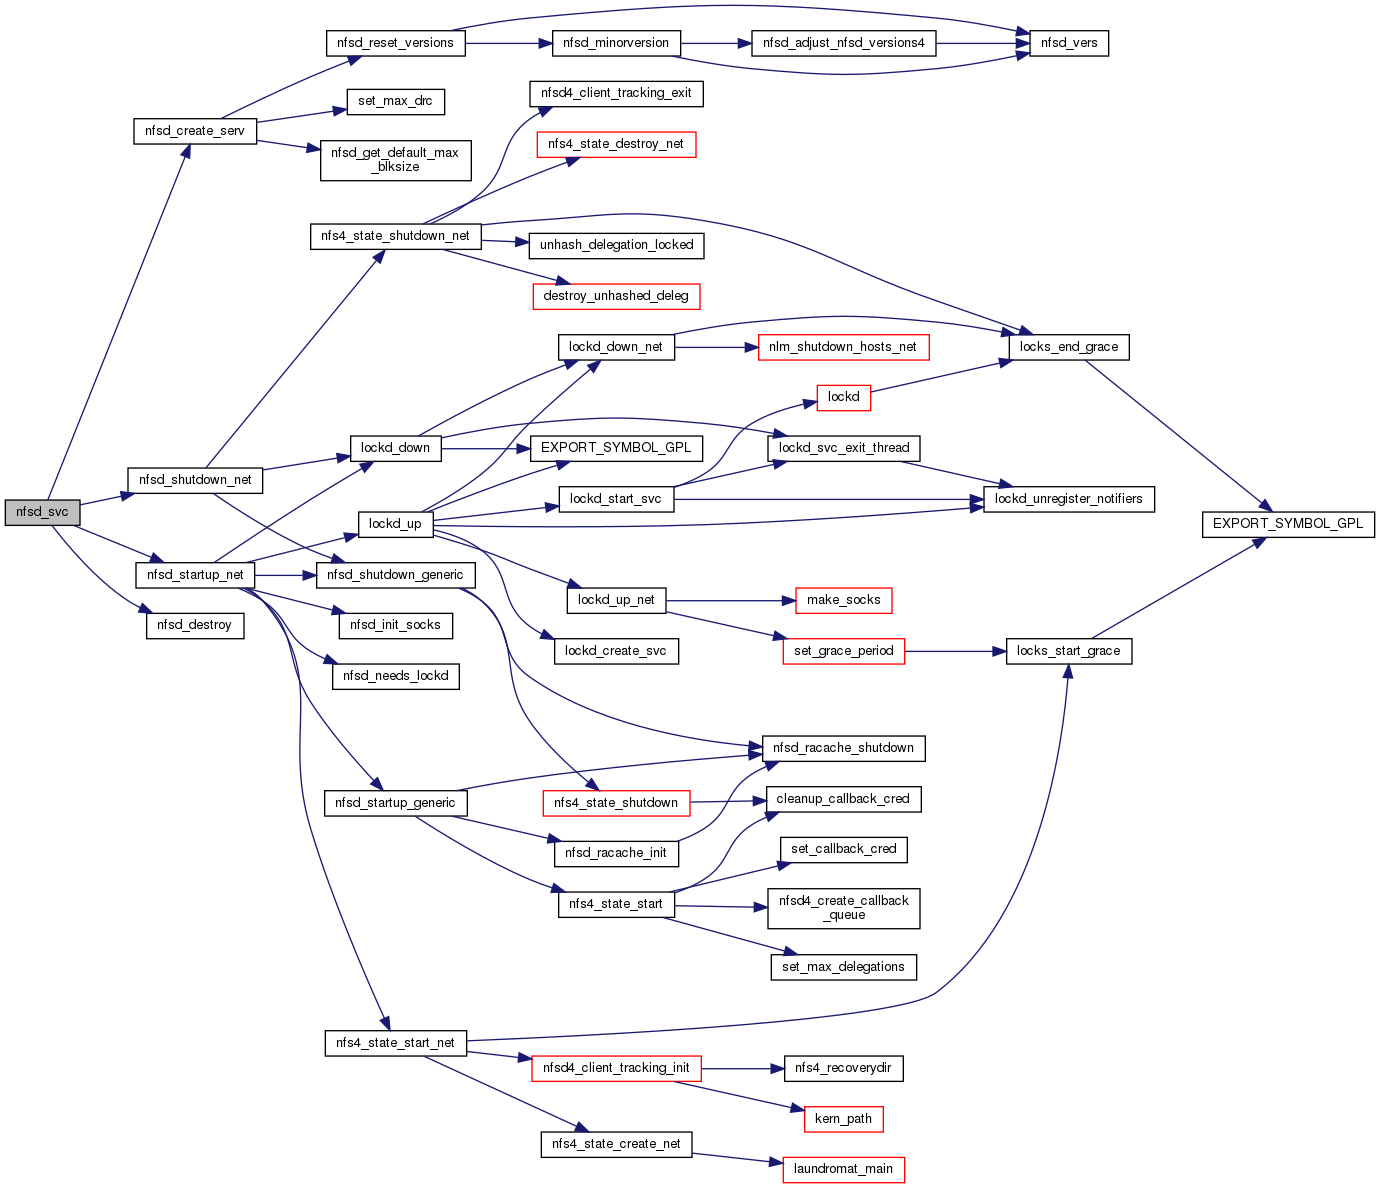 nfsd_reset_versions
nfsd_minorversion
nfsd_adjust_nfsd_versions4
nfsd_vers
nfsd4_client_tracking_exit
set_max_drc
nfsd_create_serv
nfs4_state_destroy_net
nfsd_get_default_max
_blksize
nfs4_state_shutdown_net
unhash_delegation_locked
destroy_unhashed_deleg
lockd_down_net
nlm_shutdown_hosts_net
locks_end_grace
lockd
lockd_down
EXPORT_SYMBOL_GPL
lockd_svc_exit_thread
nfsd_shutdown_net
lockd_start_svc
lockd_unregister_notifiers
nfsd_svc
lockd_up
EXPORT_SYMBOL_GPL
nfsd_startup_net
nfsd_shutdown_generic
lockd_up_net
make_socks
nfsd_destroy
nfsd_init_socks
lockd_create_svc
set_grace_period
locks_start_grace
nfsd_needs_lockd
nfsd_racache_shutdown
nfsd_startup_generic
nfs4_state_shutdown
cleanup_callback_cred
nfsd_racache_init
set_callback_cred
nfs4_state_start
nfsd4_create_callback
_queue
set_max_delegations
nfs4_state_start_net
nfsd4_client_tracking_init
nfs4_recoverydir
kern_path
nfs4_state_create_net
laundromat_main